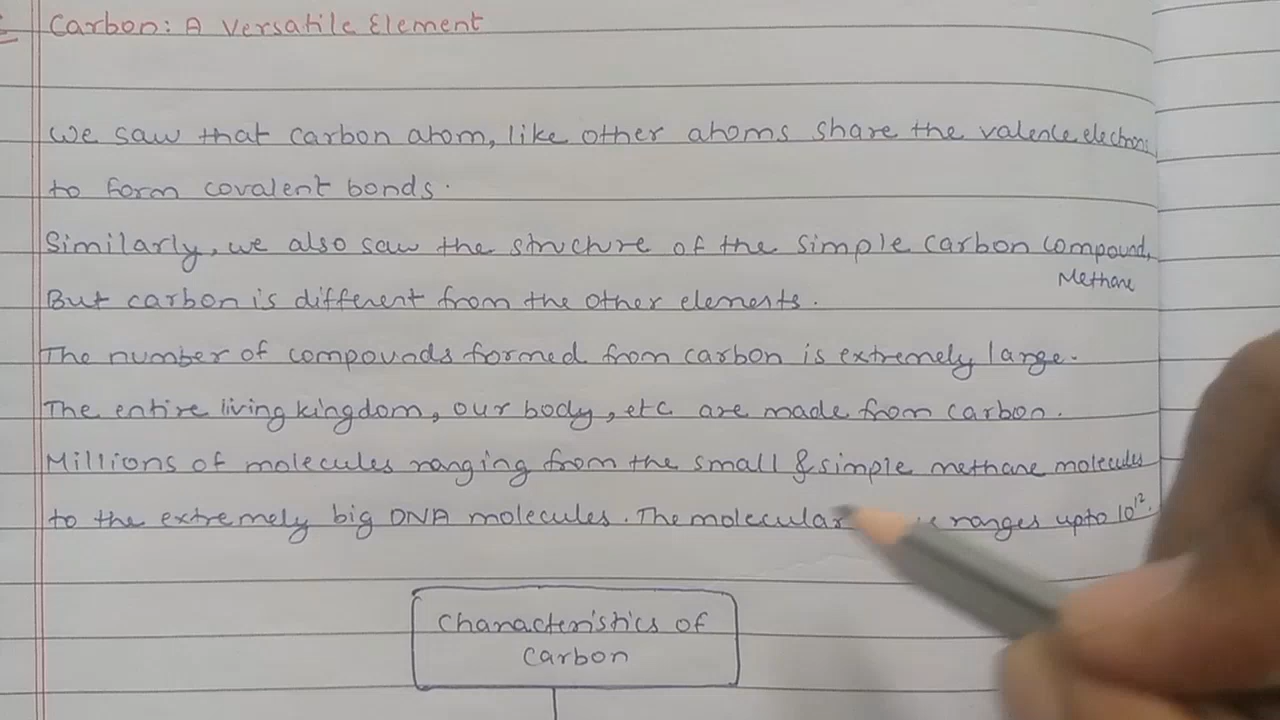 Carbon: A Versatile Element
We saw that carbon atom, like other atoms share the valence electrons
to form covalent bonds.
Similarly, we also saw the structure of the simple carbon compound,
Methane
But carbon is different from the other elements.
The number of compounds formed from carbon is extremely large.
The entire living kingdom, our body, etc are made from carbon.
Millions of molecules ranging from the small & simple methane molecules
to the extremely big DNA molecules. The molecular ranges upto 10¹².
Characteristics of
Carbon